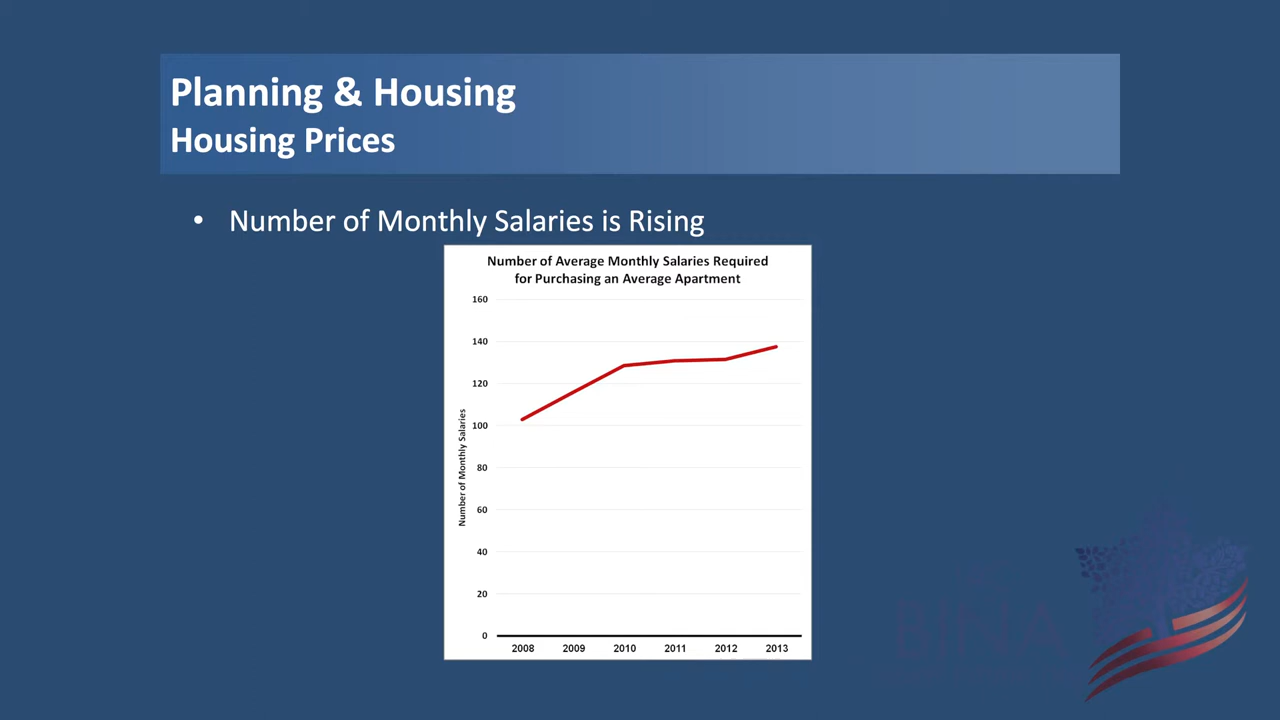 Planning & Housing
Housing Prices
• Number of Monthly Salaries is Rising
Number of Average Monthly Salaries Required
for Purchasing an Average Apartment
160
140
120
100
80
60
40
20
0
Number of Monthly Salaries
2008 2009 2010 2011 2012 2013
BINA